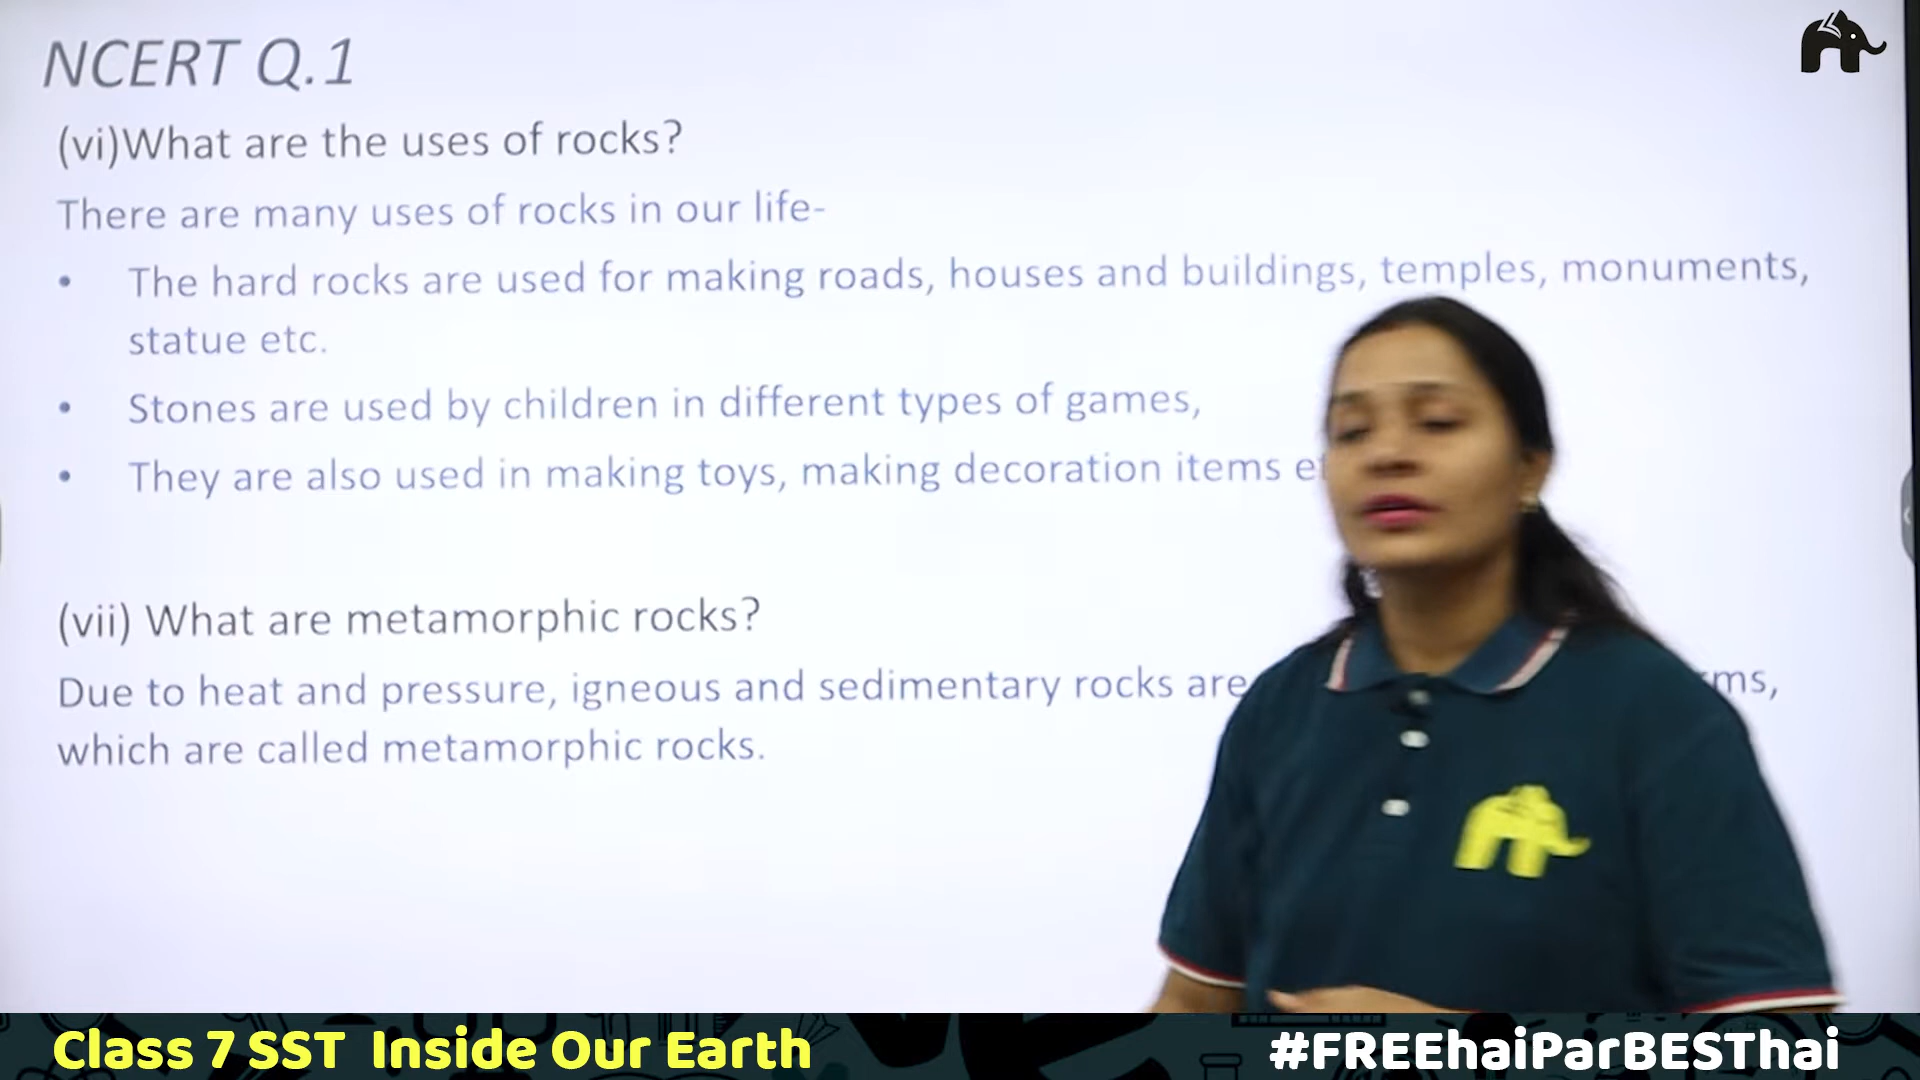 NCERT Q.1
(vi)What are the uses of rocks?
There are many uses of rocks in our life-
• The hard rocks are used for making roads, houses and buildings, temples, monuments,
statue etc.
• Stones are used by children in different types of games,
• They are also used in making toys, making decoration items
(vii) What are metamorphic rocks?
Due to heat and pressure, igneous and sedimentary rocks are
which are called metamorphic rocks.
Class 7 SST Inside Our Earth
#FREEhaiParBESThai